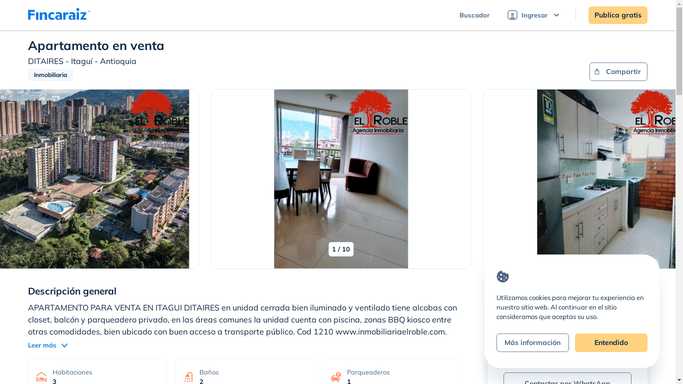 Fincaraiz
Buscador
Ingresar
Publica gratis
Apartamento en venta
DITAIRES - Itaguí - Antioquia
Inmobiliaria
Compartir
EL ROBLE
Agencia Inmobiliaria
EL ROBLE
Agencia Inmobiliaria
EL ROBLE
Agencia Inmobiliaria
1 / 10
Descripción general
APARTAMENTO PARA VENTA EN ITAGUI DITAIRES en unidad cerrada bien iluminado y ventilado tiene alcobas con
closet, balcón y parqueadero privado, en las áreas comunes la unidad cuenta con piscina, zonas BBQ kiosco entre
otras comodidades, bien ubicado con buen acceso a transporte público. Cod 1210 www.inmobiliariaelroble.com.
Leer más
Habitaciones
3
Baños
2
Parqueaderos
1
Utilizamos cookies para mejorar tu experiencia en
nuestro sitio web. Al continuar en el sitio
consideramos que aceptas su uso.
Más información
Entendido
Contactar por WhatsApp